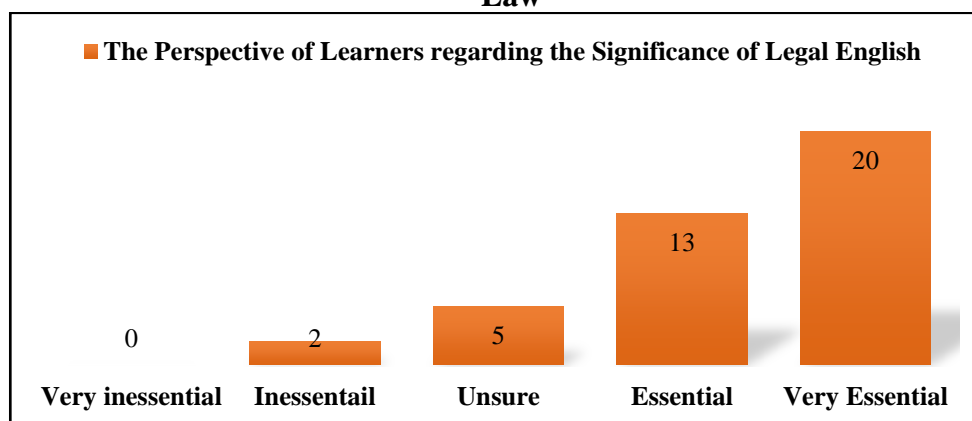 Law
The Perspective of Learners regarding the Significance of Legal English
20
13
5
2
0
Very inessential Inessentail Unsure Essential Very Essential